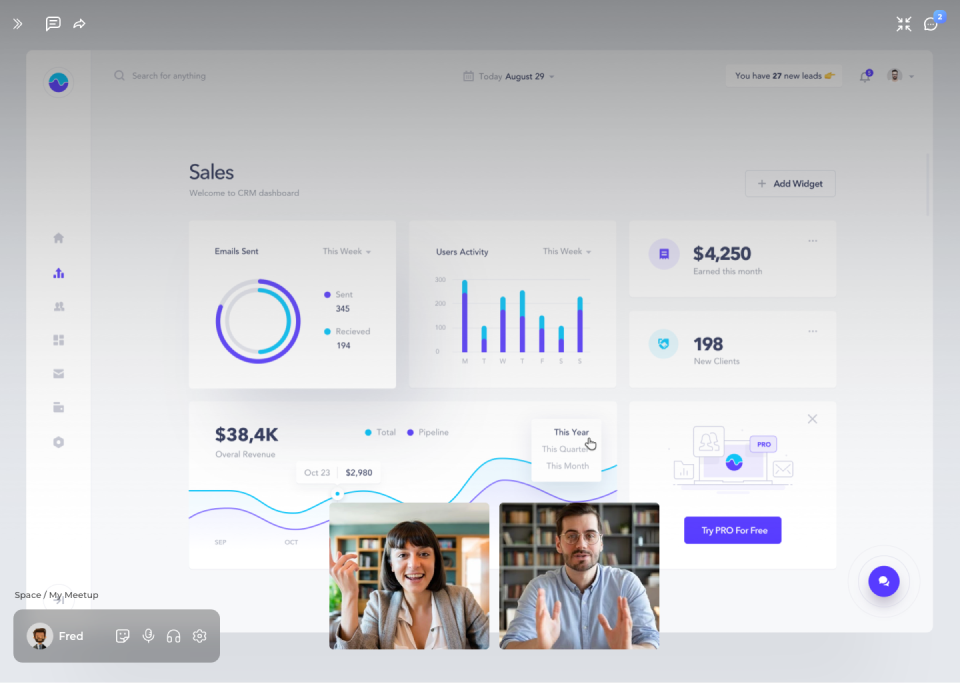 2
Search for anything
Today August 29
You have 27 new leads
1
Sales
Welcome to CRM dashboard
+ Add Widget
Emails Sent
This Week
Sent
345
Recieved
194
Users Activity
This Week
300
200
100
0
M T W T F S S
$4,250
Earned this month
198
New Clients
$38,4K
Overal Revenue
Total
Pipeline
This Year
This Quarter
This Month
Oct 23
$2,980
SEP
OCT
PRO
Try PRO For Free
Space / My Meetup
Fred